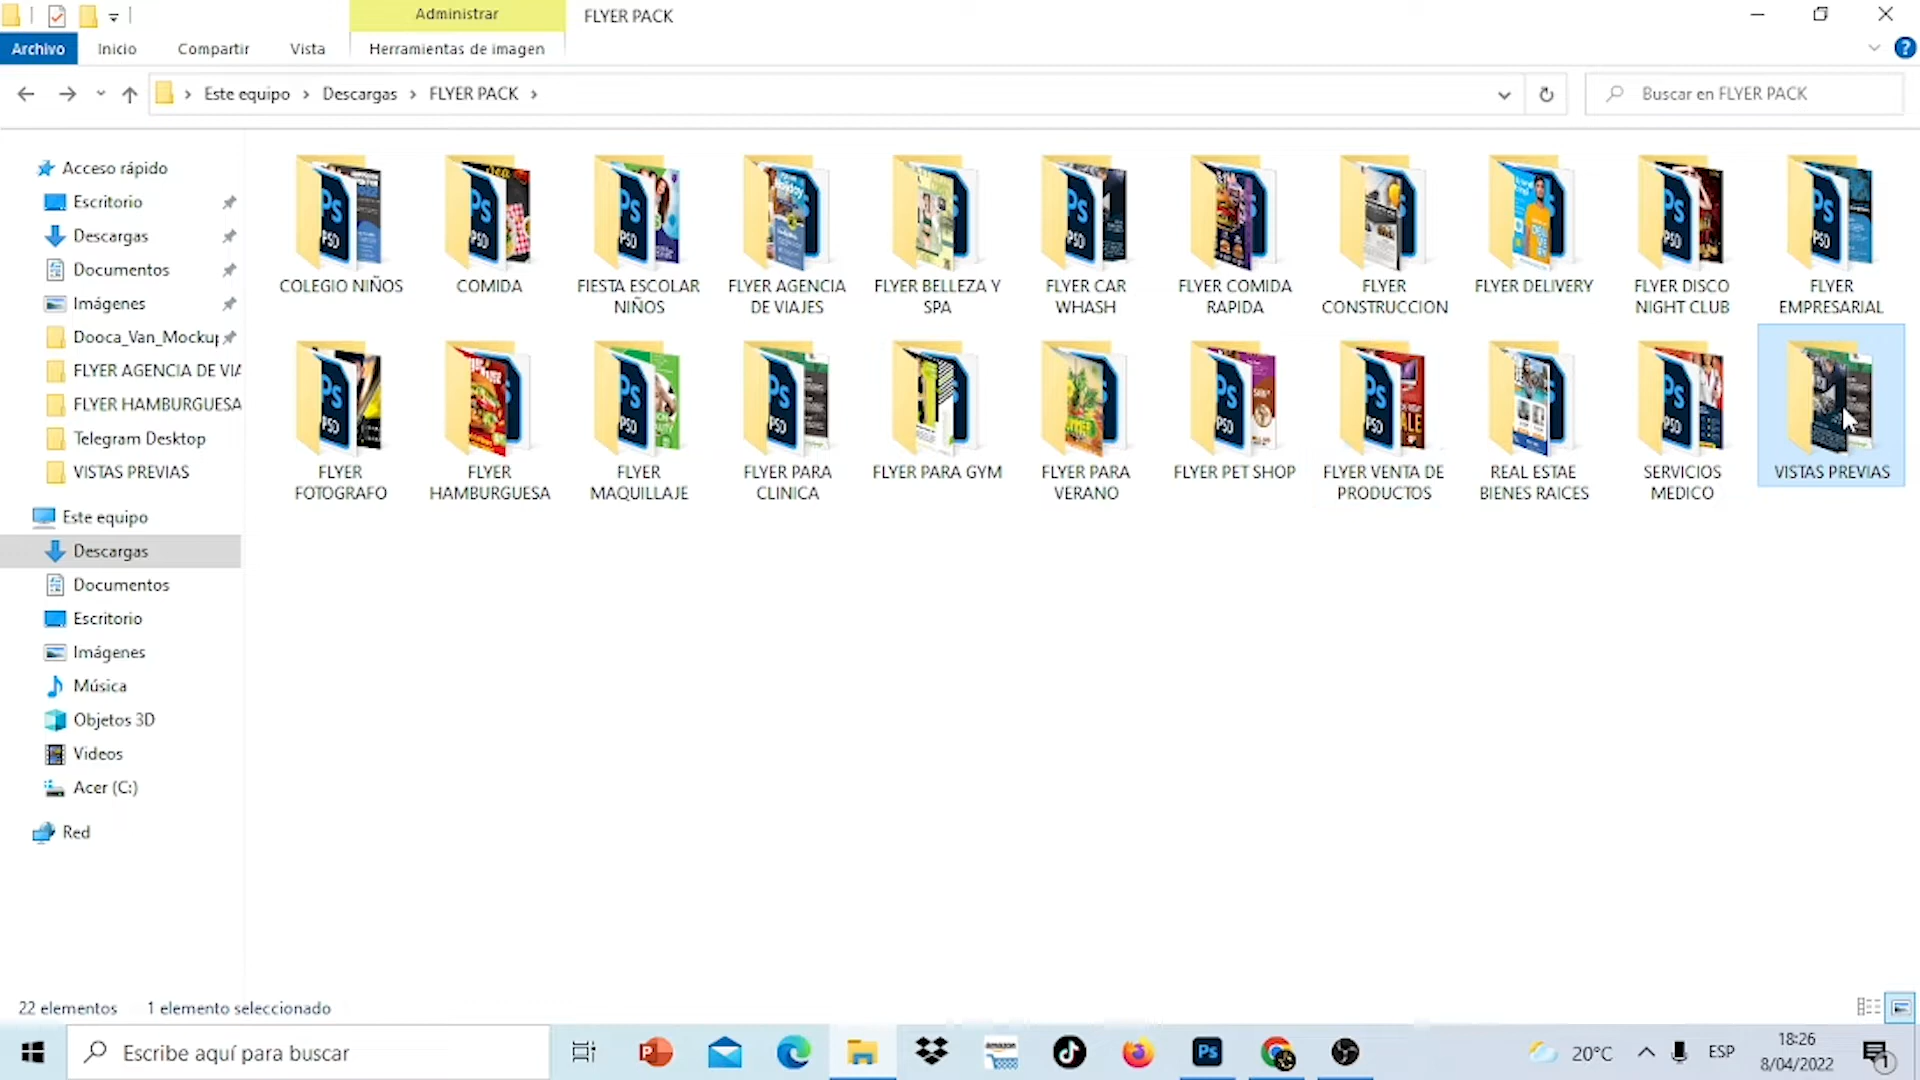 Administrar
FLYER PACK
Archivo
Inicio
Compartir
Vista
Herramientas de imagen
Este equipo
Descargas
FLYER PACK
Buscar en FLYER PACK
Acceso rápido
Escritorio
Descargas
Documentos
Imágenes
Dooca_Van_Mockup
FLYER AGENCIA DE VIA
FLYER HAMBURGUESA
Telegram Desktop
VISTAS PREVIAS
Este equipo
Descargas
Documentos
Escritorio
Imágenes
Música
Objetos 3D
Videos
Acer (C:)
Red
COLEGIO NIÑOS
COMIDA
FIESTA ESCOLAR
NIÑOS
FLYER AGENCIA
DE VIAJES
FLYER BELLEZA Y
SPA
FLYER CAR
WHASH
FLYER COMIDA
RAPIDA
FLYER
CONSTRUCCION
FLYER DELIVERY
FLYER DISCO
NIGHT CLUB
FLYER
EMPRESARIAL
FLYER
FOTOGRAFO
FLYER
HAMBURGUESA
FLYER
MAQUILLAJE
FLYER PARA
CLINICA
FLYER PARA GYM
FLYER PARA
VERANO
FLYER PET SHOP
FLYER VENTA DE
PRODUCTOS
REAL ESTAE
BIENES RAICES
SERVICIOS
MEDICO
VISTAS PREVIAS
22 elementos
1 elemento seleccionado
Escribe aquí para buscar
20°C
ESP
18:26
8/04/2022